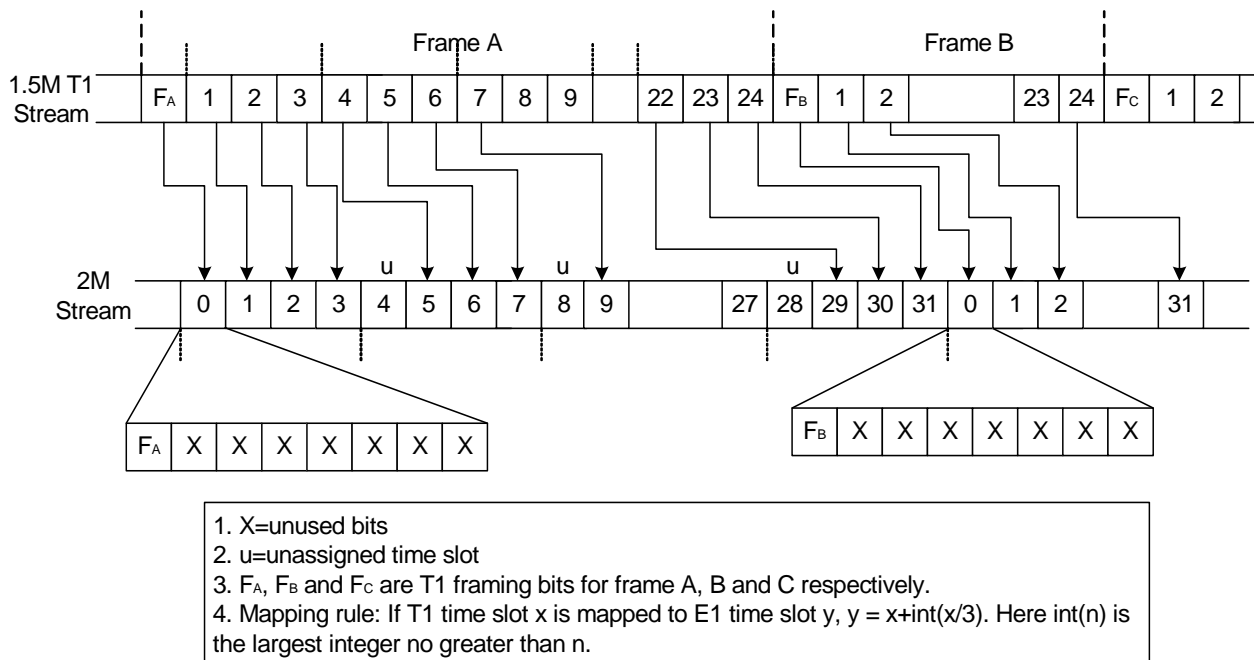 Frame A Frame B
1.5M T1
Stream
FA 1 2 3 4 5 6 7 8 9 22 23 24 FB 1 2 23 24 FC 1 2
u u u
2M
Stream
0 1 2 3 4 5 6 7 8 9 27 28 29 30 31 0 1 2 31
FA X X X X X X X
FB X X X X X X X
1. X=unused bits
2. u=unassigned time slot
3. FA, FB and FC are T1 framing bits for frame A, B and C respectively.
4. Mapping rule: If T1 time slot x is mapped to E1 time slot y, y = x+int(x/3). Here int(n) is
the largest integer no greater than n.